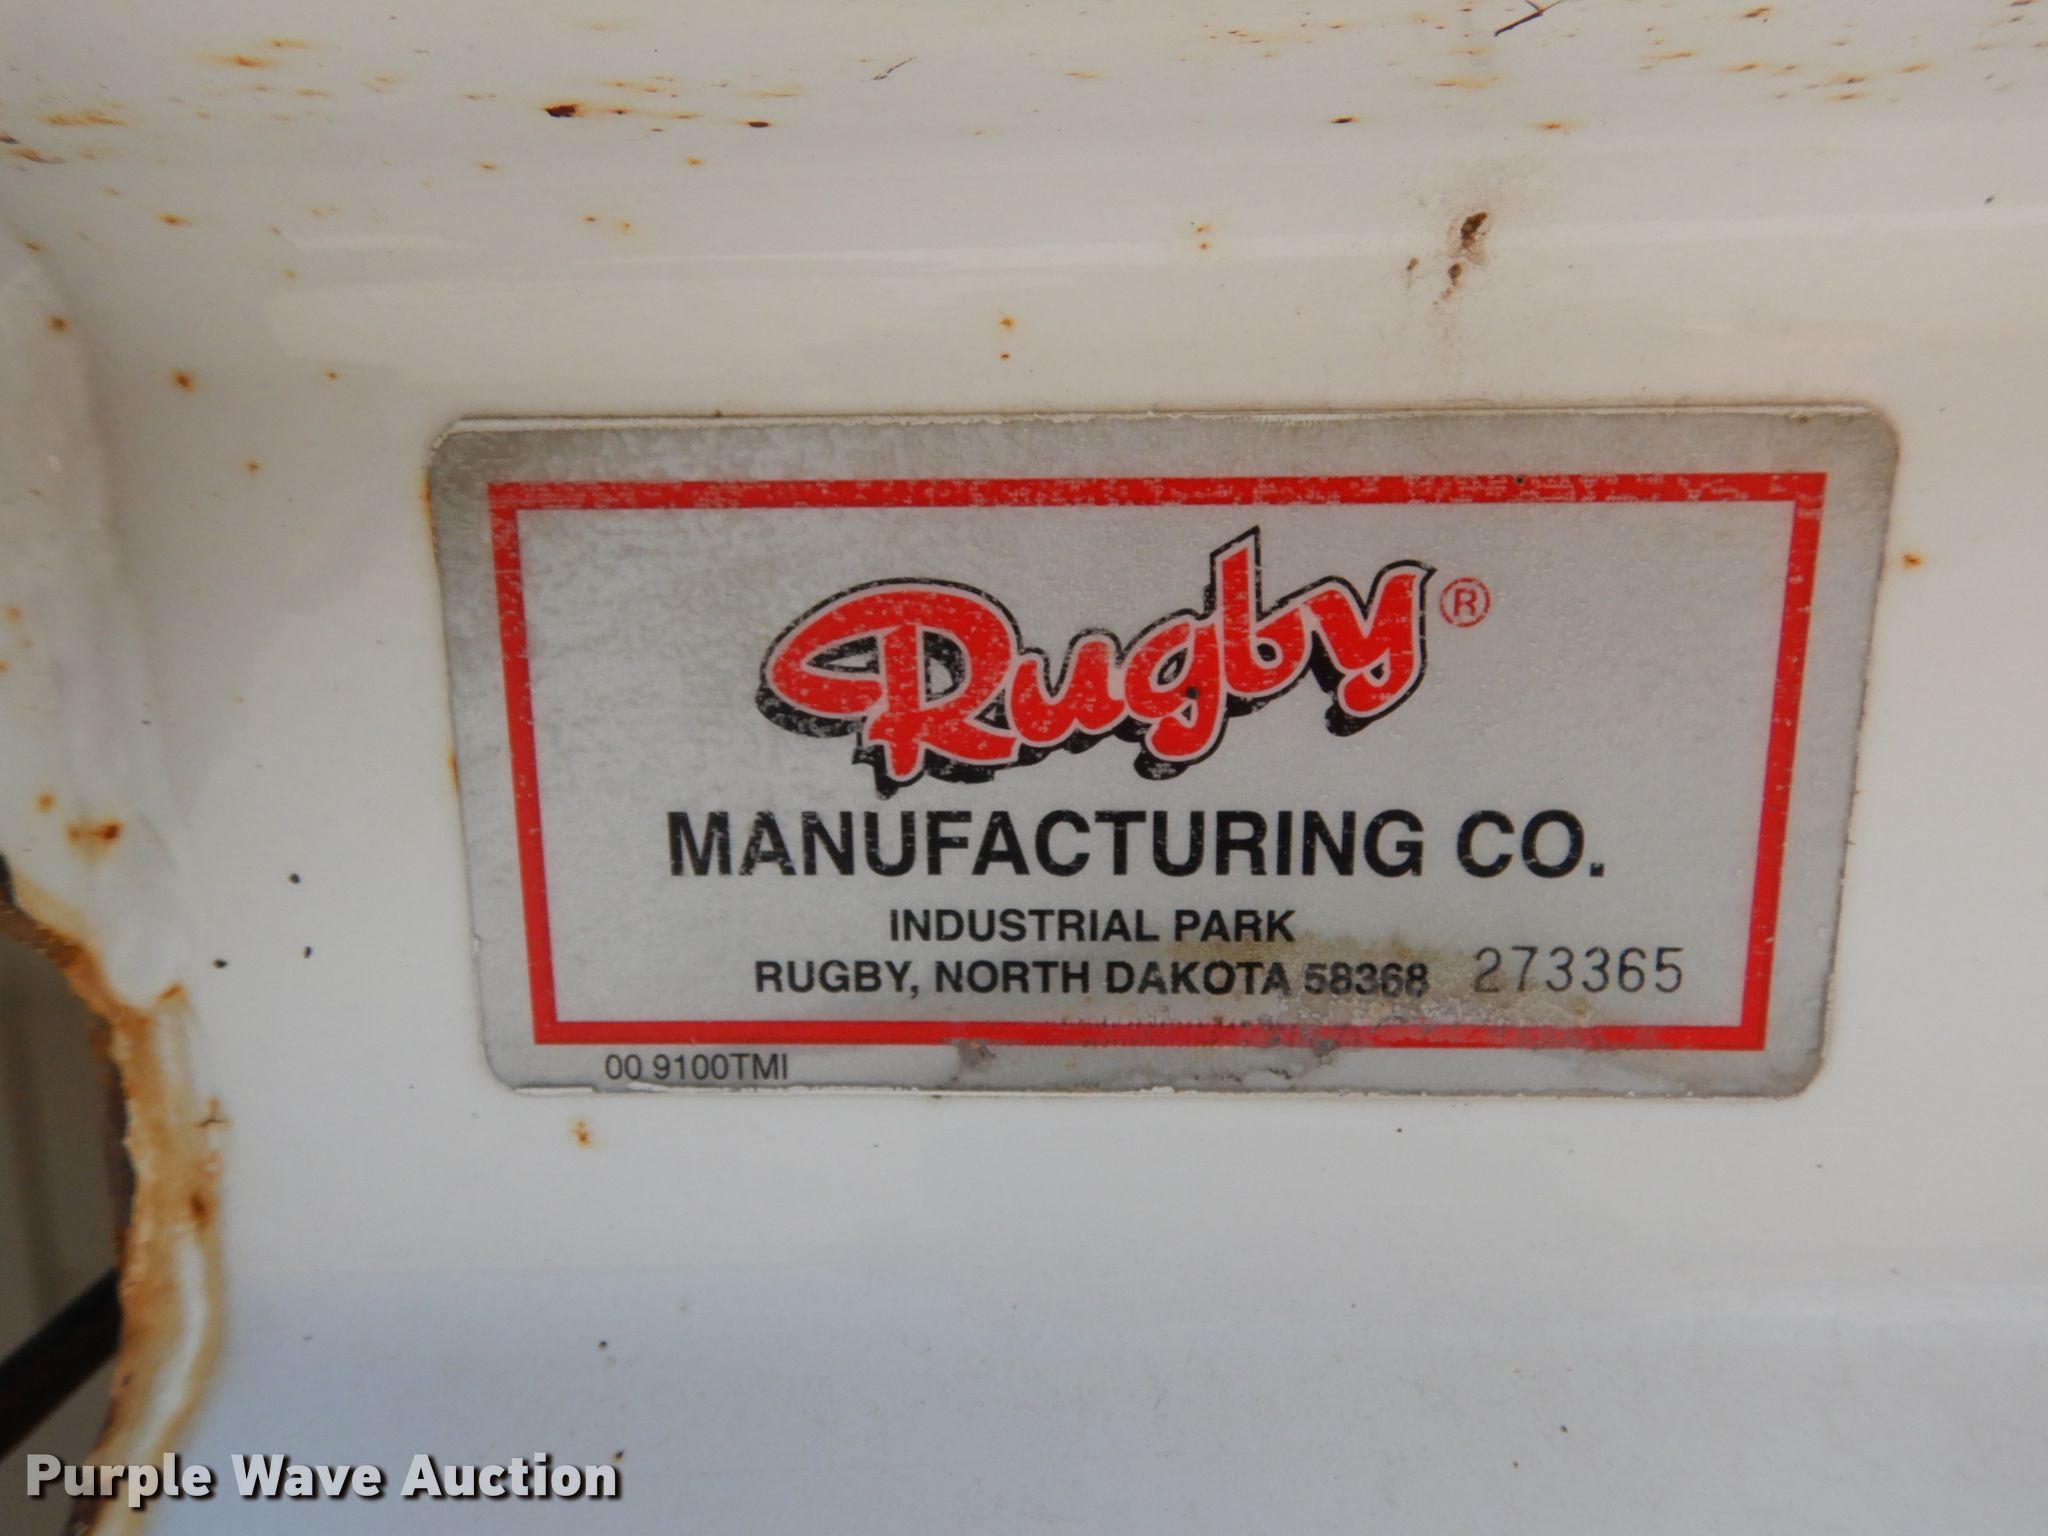 Rugby®
MANUFACTURING CO.
INDUSTRIAL PARK
RUGBY, NORTH DAKOTA 58368 273365
00 9100TMI
Purple Wave Auction